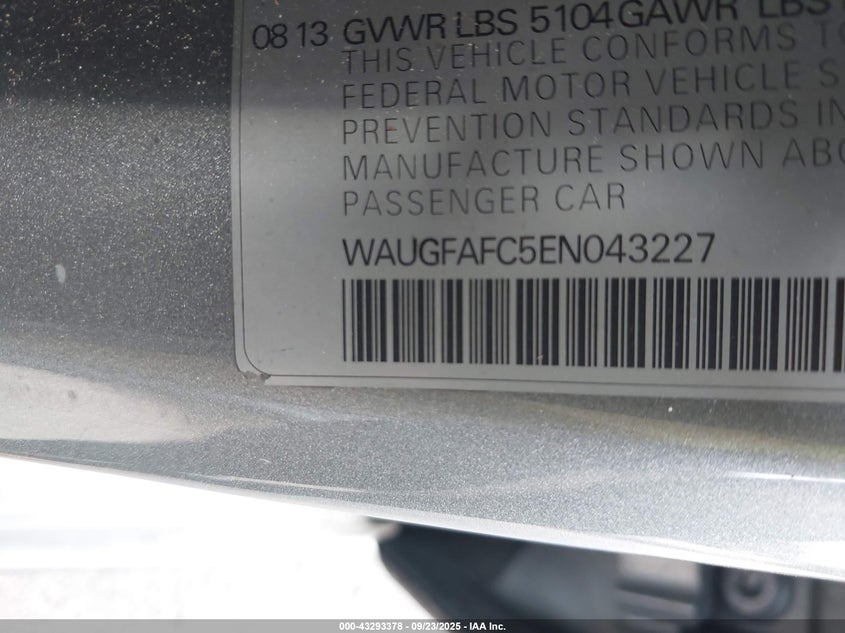 08 13 GVWR LBS 5104 GAWR LBS
THIS VEHICLE CONFORMS TO
FEDERAL MOTOR VEHICLE S
PREVENTION STANDARDS IN
MANUFACTURE SHOWN ABO
PASSENGER CAR
WAUGFAFC5EN043227
000-43293378 - 09/23/2025 - IAA Inc.